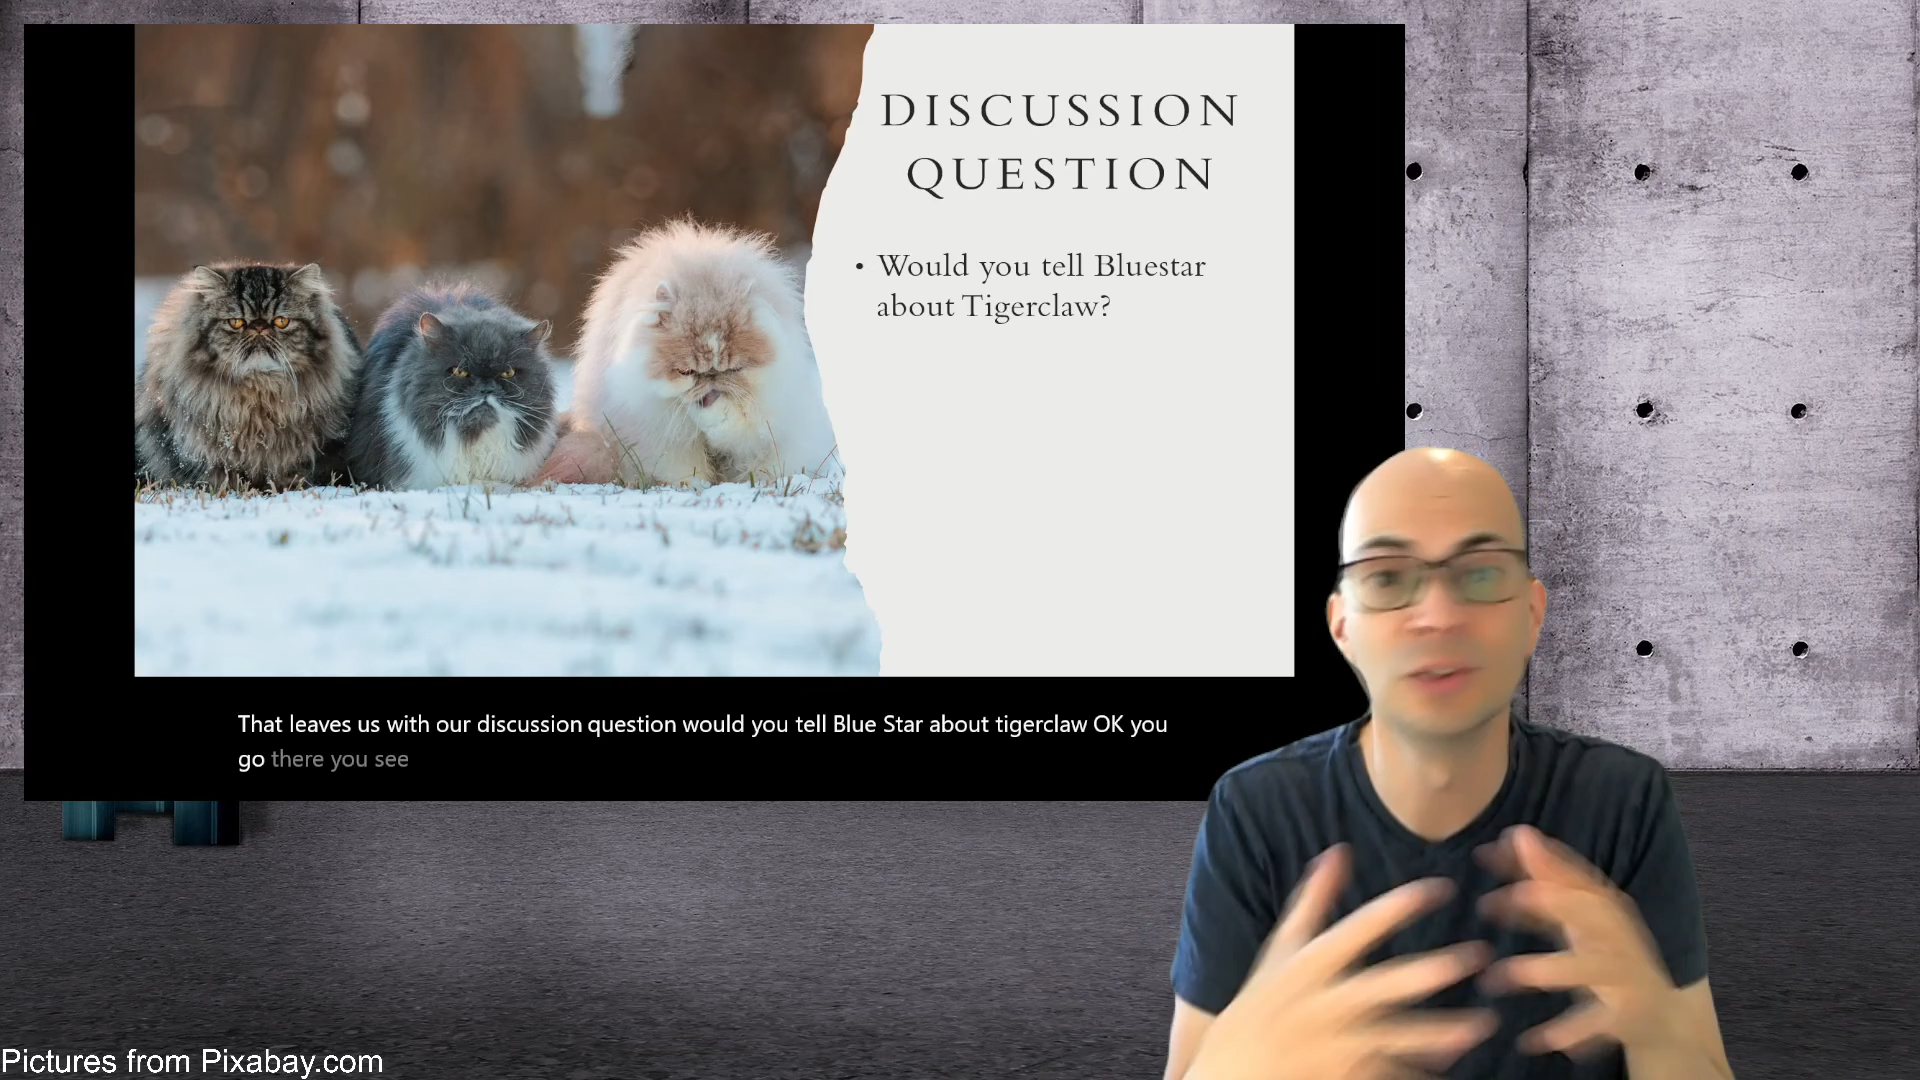 DISCUSSION
QUESTION
• Would you tell Bluestar
about Tigerclaw?
That leaves us with our discussion question would you tell Blue Star about tigerclaw OK you
go there you see
Pictures from Pixabay.com